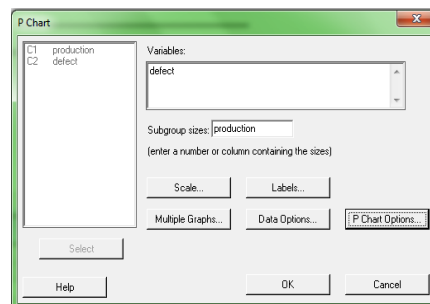 P Chart
C1 production
C2 defect
Variables:
defect
Subgroup sizes: production
(enter a number or column containing the sizes)
Scale... Labels...
Multiple Graphs... Data Options... P Chart Options...
Select
Help OK Cancel